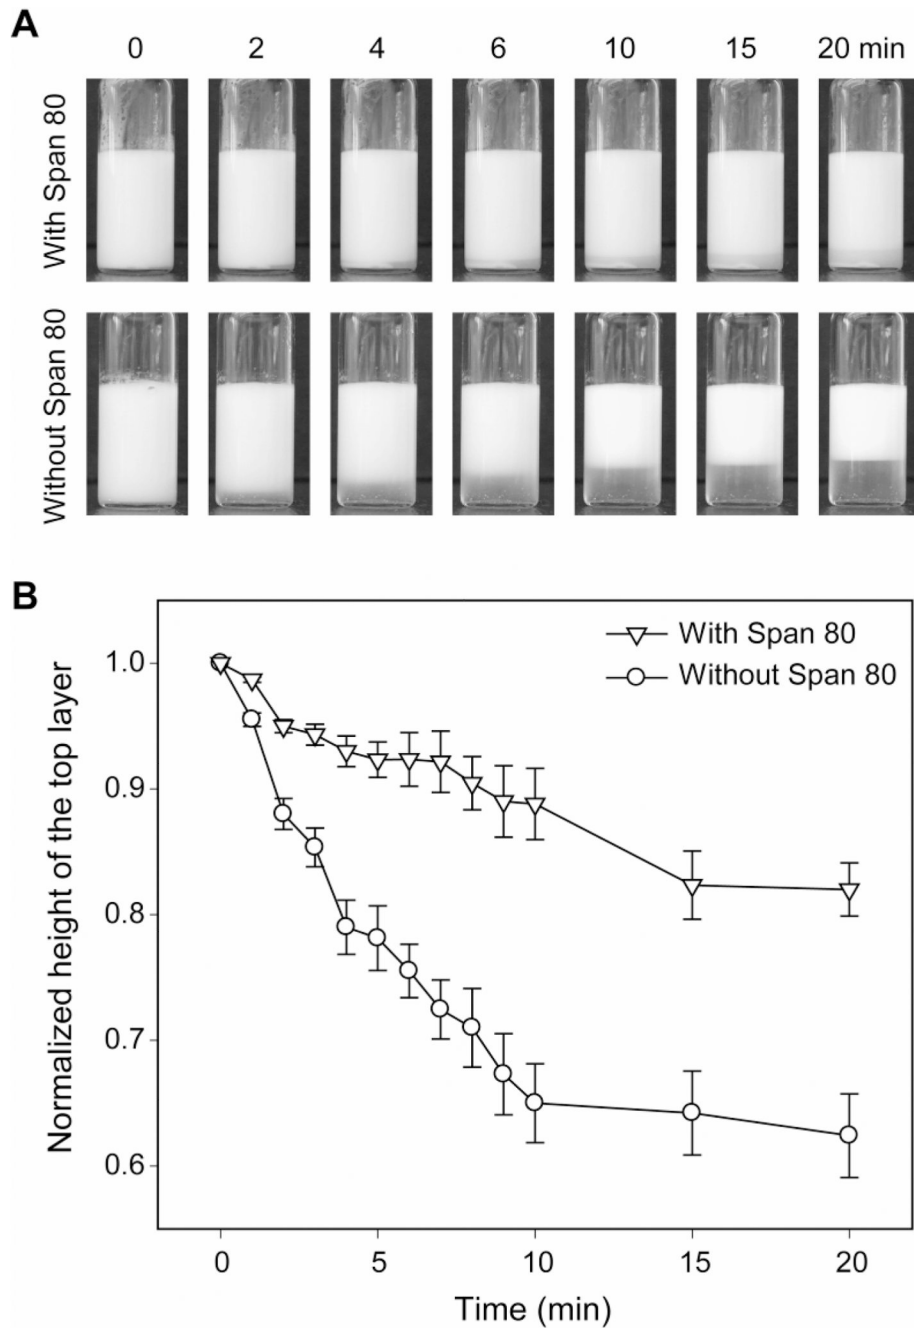 A
0 2 4 6 10 15 20 min
With Span 80
Without Span 80
B
With Span 80
Without Span 80
Normalized height of the top layer
1.0
0.9
0.8
0.7
0.6
0 5 10 15 20
Time (min)